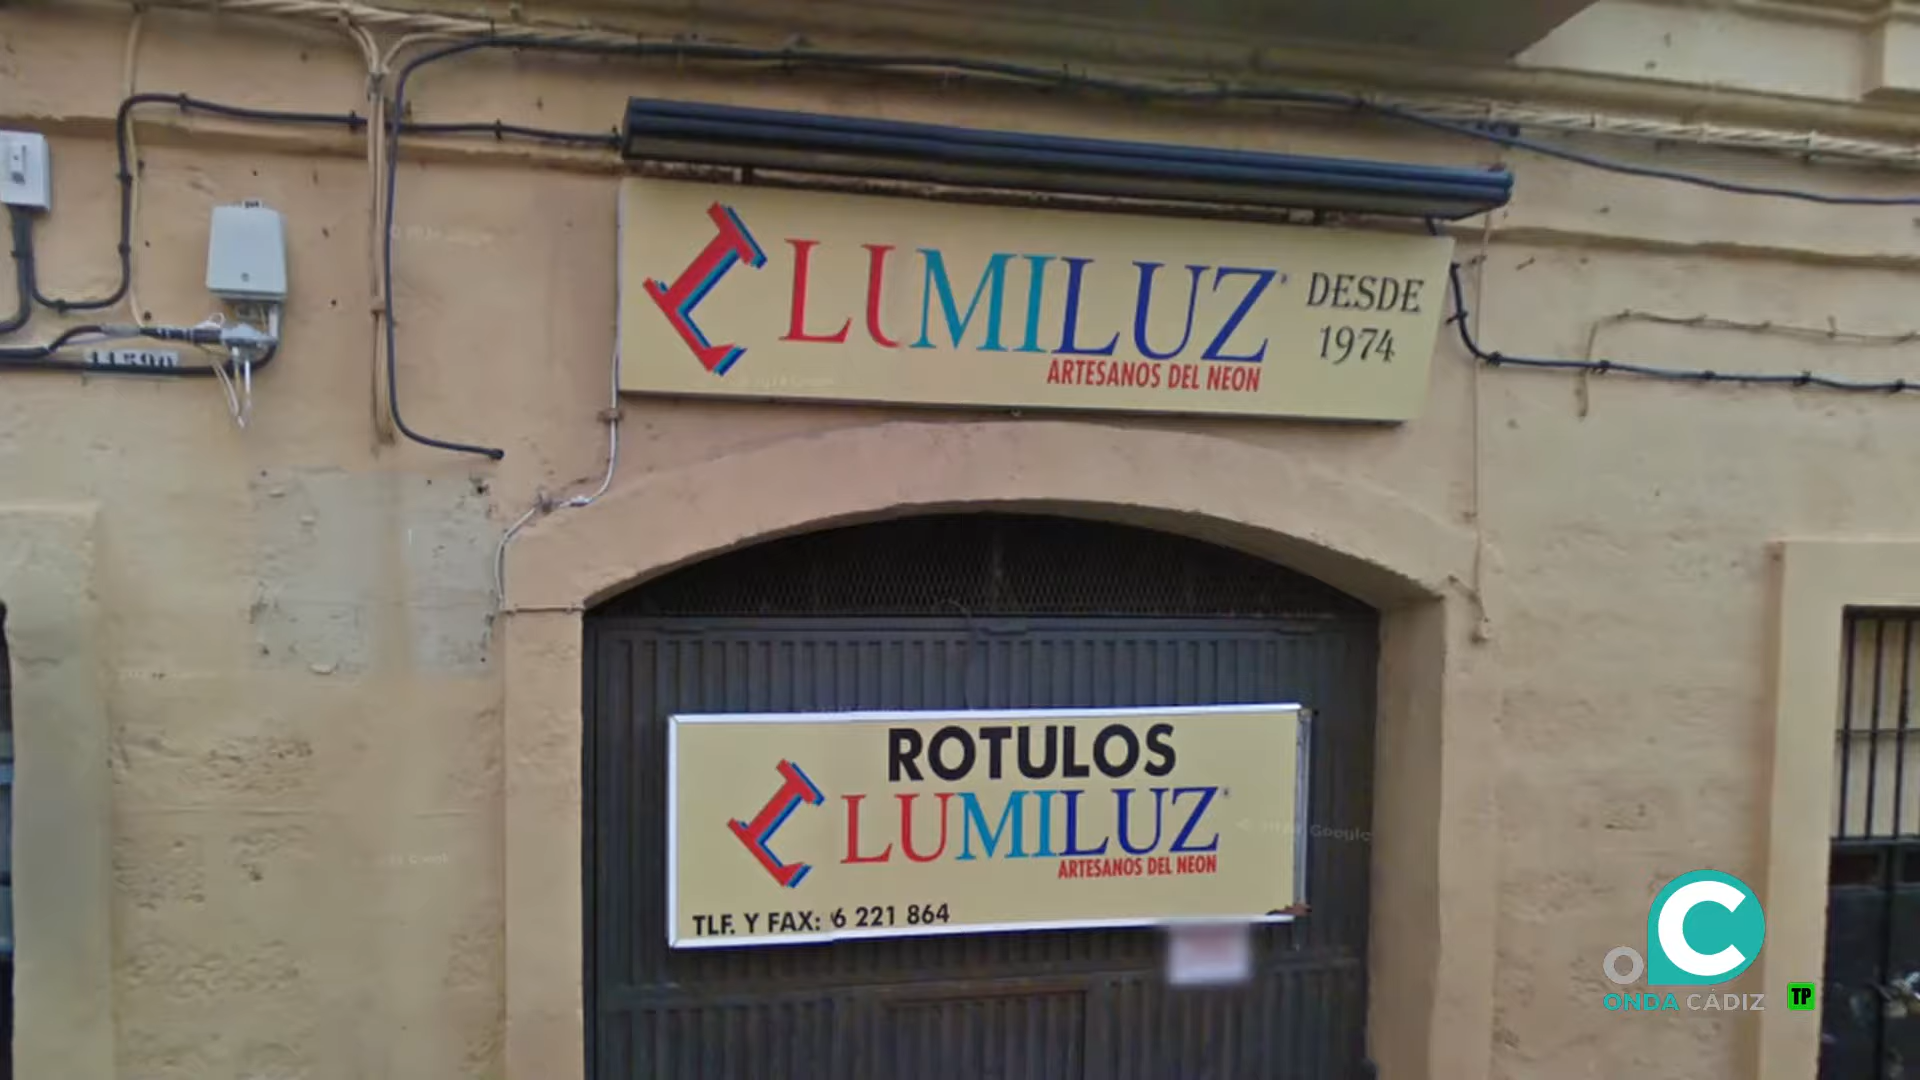 LUMILUZ®
DESDE
1974
ARTESANOS DEL NEON
11590
ROTULOS
LUMILUZ®
ARTESANOS DEL NEON
TLF. Y FAX: 6 221 864
ONDA CÁDIZ
TP